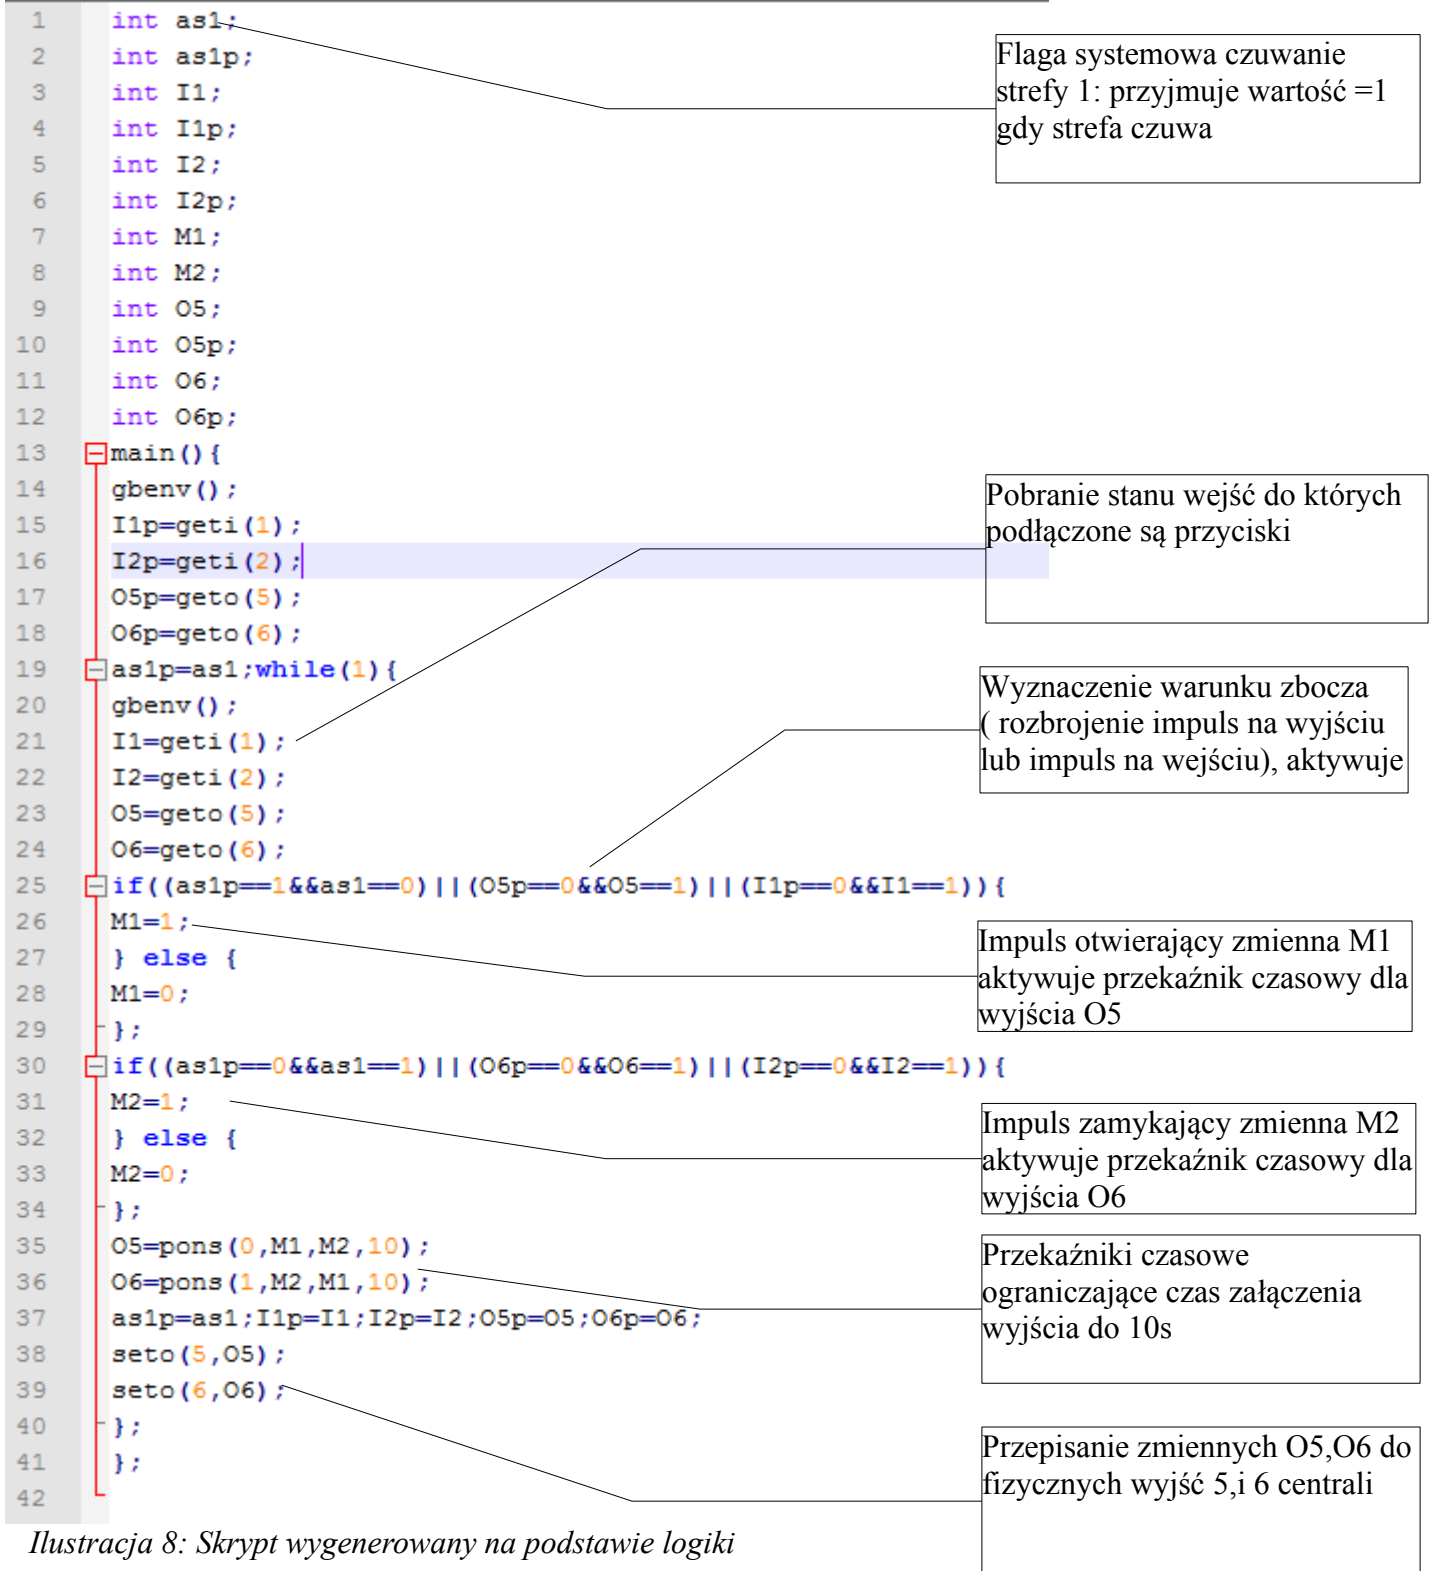 1 int as1;
2 int as1p;
3 int I1;
4 int I1p;
5 int I2;
6 int I2p;
7 int M1;
8 int M2;
9 int O5;
10 int O5p;
11 int O6;
12 int O6p;
13 main(){
14 gbenv();
15 I1p=geti(1);
16 I2p=geti(2);
17 O5p=geto(5);
18 O6p=geto(6);
19 as1p=as1;while(1){
20 gbenv();
21 I1=geti(1);
22 I2=geti(2);
23 O5=geto(5);
24 O6=geto(6);
25 if((as1p==1&&as1==0)||(O5p==0&&O5==1)||(I1p==0&&I1==1)){
26 M1=1;
27 } else {
28 M1=0;
29 };
30 if((as1p==0&&as1==1)||(O6p==0&&O6==1)||(I2p==0&&I2==1)){
31 M2=1;
32 } else {
33 M2=0;
34 };
35 O5=pons(0,M1,M2,10);
36 O6=pons(1,M2,M1,10);
37 as1p=as1;I1p=I1;I2p=I2;O5p=O5;O6p=O6;
38 seto(5,O5);
39 seto(6,O6);
40 };
41 };
42
Flaga systemowa czuwanie
strefy 1: przyjmuje wartość =1
gdy strefa czuwa
Pobranie stanu wejść do których
podłączone są przyciski
Wyznaczenie warunku zbocza
( rozbrojenie impuls na wyjściu
lub impuls na wejściu), aktywuje
Impuls otwierający zmienna M1
aktywuje przekaźnik czasowy dla
wyjścia O5
Impuls zamykający zmienna M2
aktywuje przekaźnik czasowy dla
wyjścia O6
Przekaźniki czasowe
ograniczające czas załączenia
wyjścia do 10s
Przepisanie zmiennych O5,O6 do
fizycznych wyjść 5,i 6 centrali
Ilustracja 8: Skrypt wygenerowany na podstawie logiki